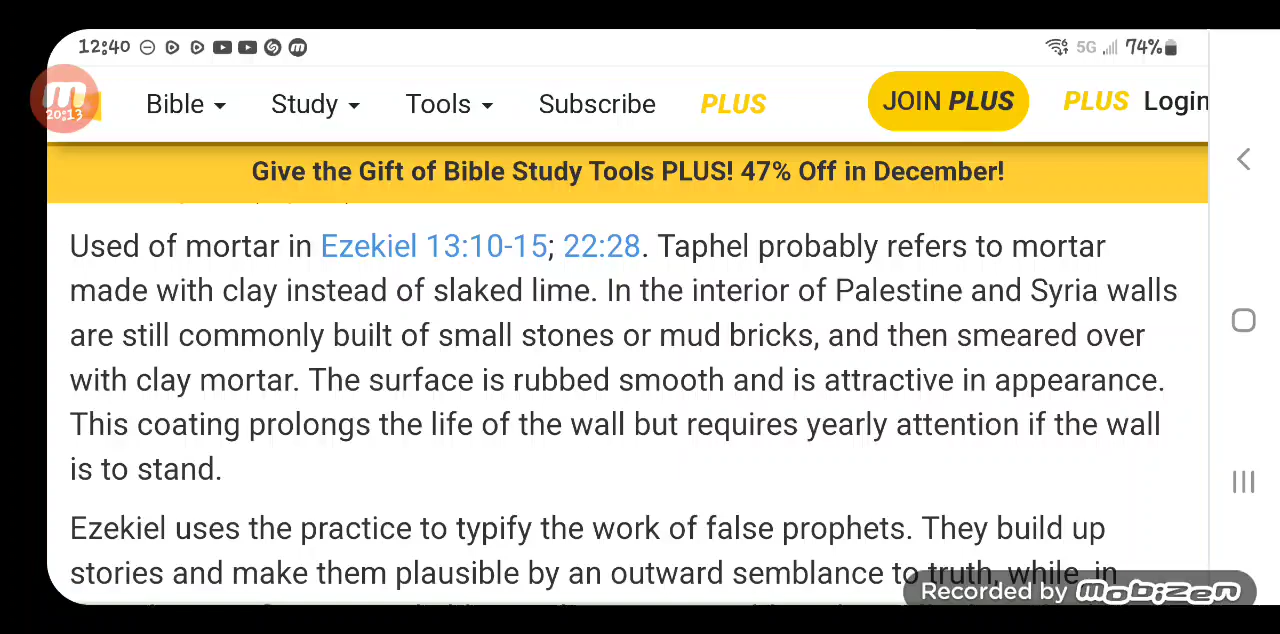 12:40
5G 74%
20:13
Bible Study Tools Subscribe PLUS JOIN PLUS PLUS Login
Give the Gift of Bible Study Tools PLUS! 47% Off in December!
Used of mortar in Ezekiel 13:10-15; 22:28. Taphel probably refers to mortar
made with clay instead of slaked lime. In the interior of Palestine and Syria walls
are still commonly built of small stones or mud bricks, and then smeared over
with clay mortar. The surface is rubbed smooth and is attractive in appearance.
This coating prolongs the life of the wall but requires yearly attention if the wall
is to stand.
Ezekiel uses the practice to typify the work of false prophets. They build up
stories and make them plausible by an outward semblance to truth, while, in
Recorded by mobizen